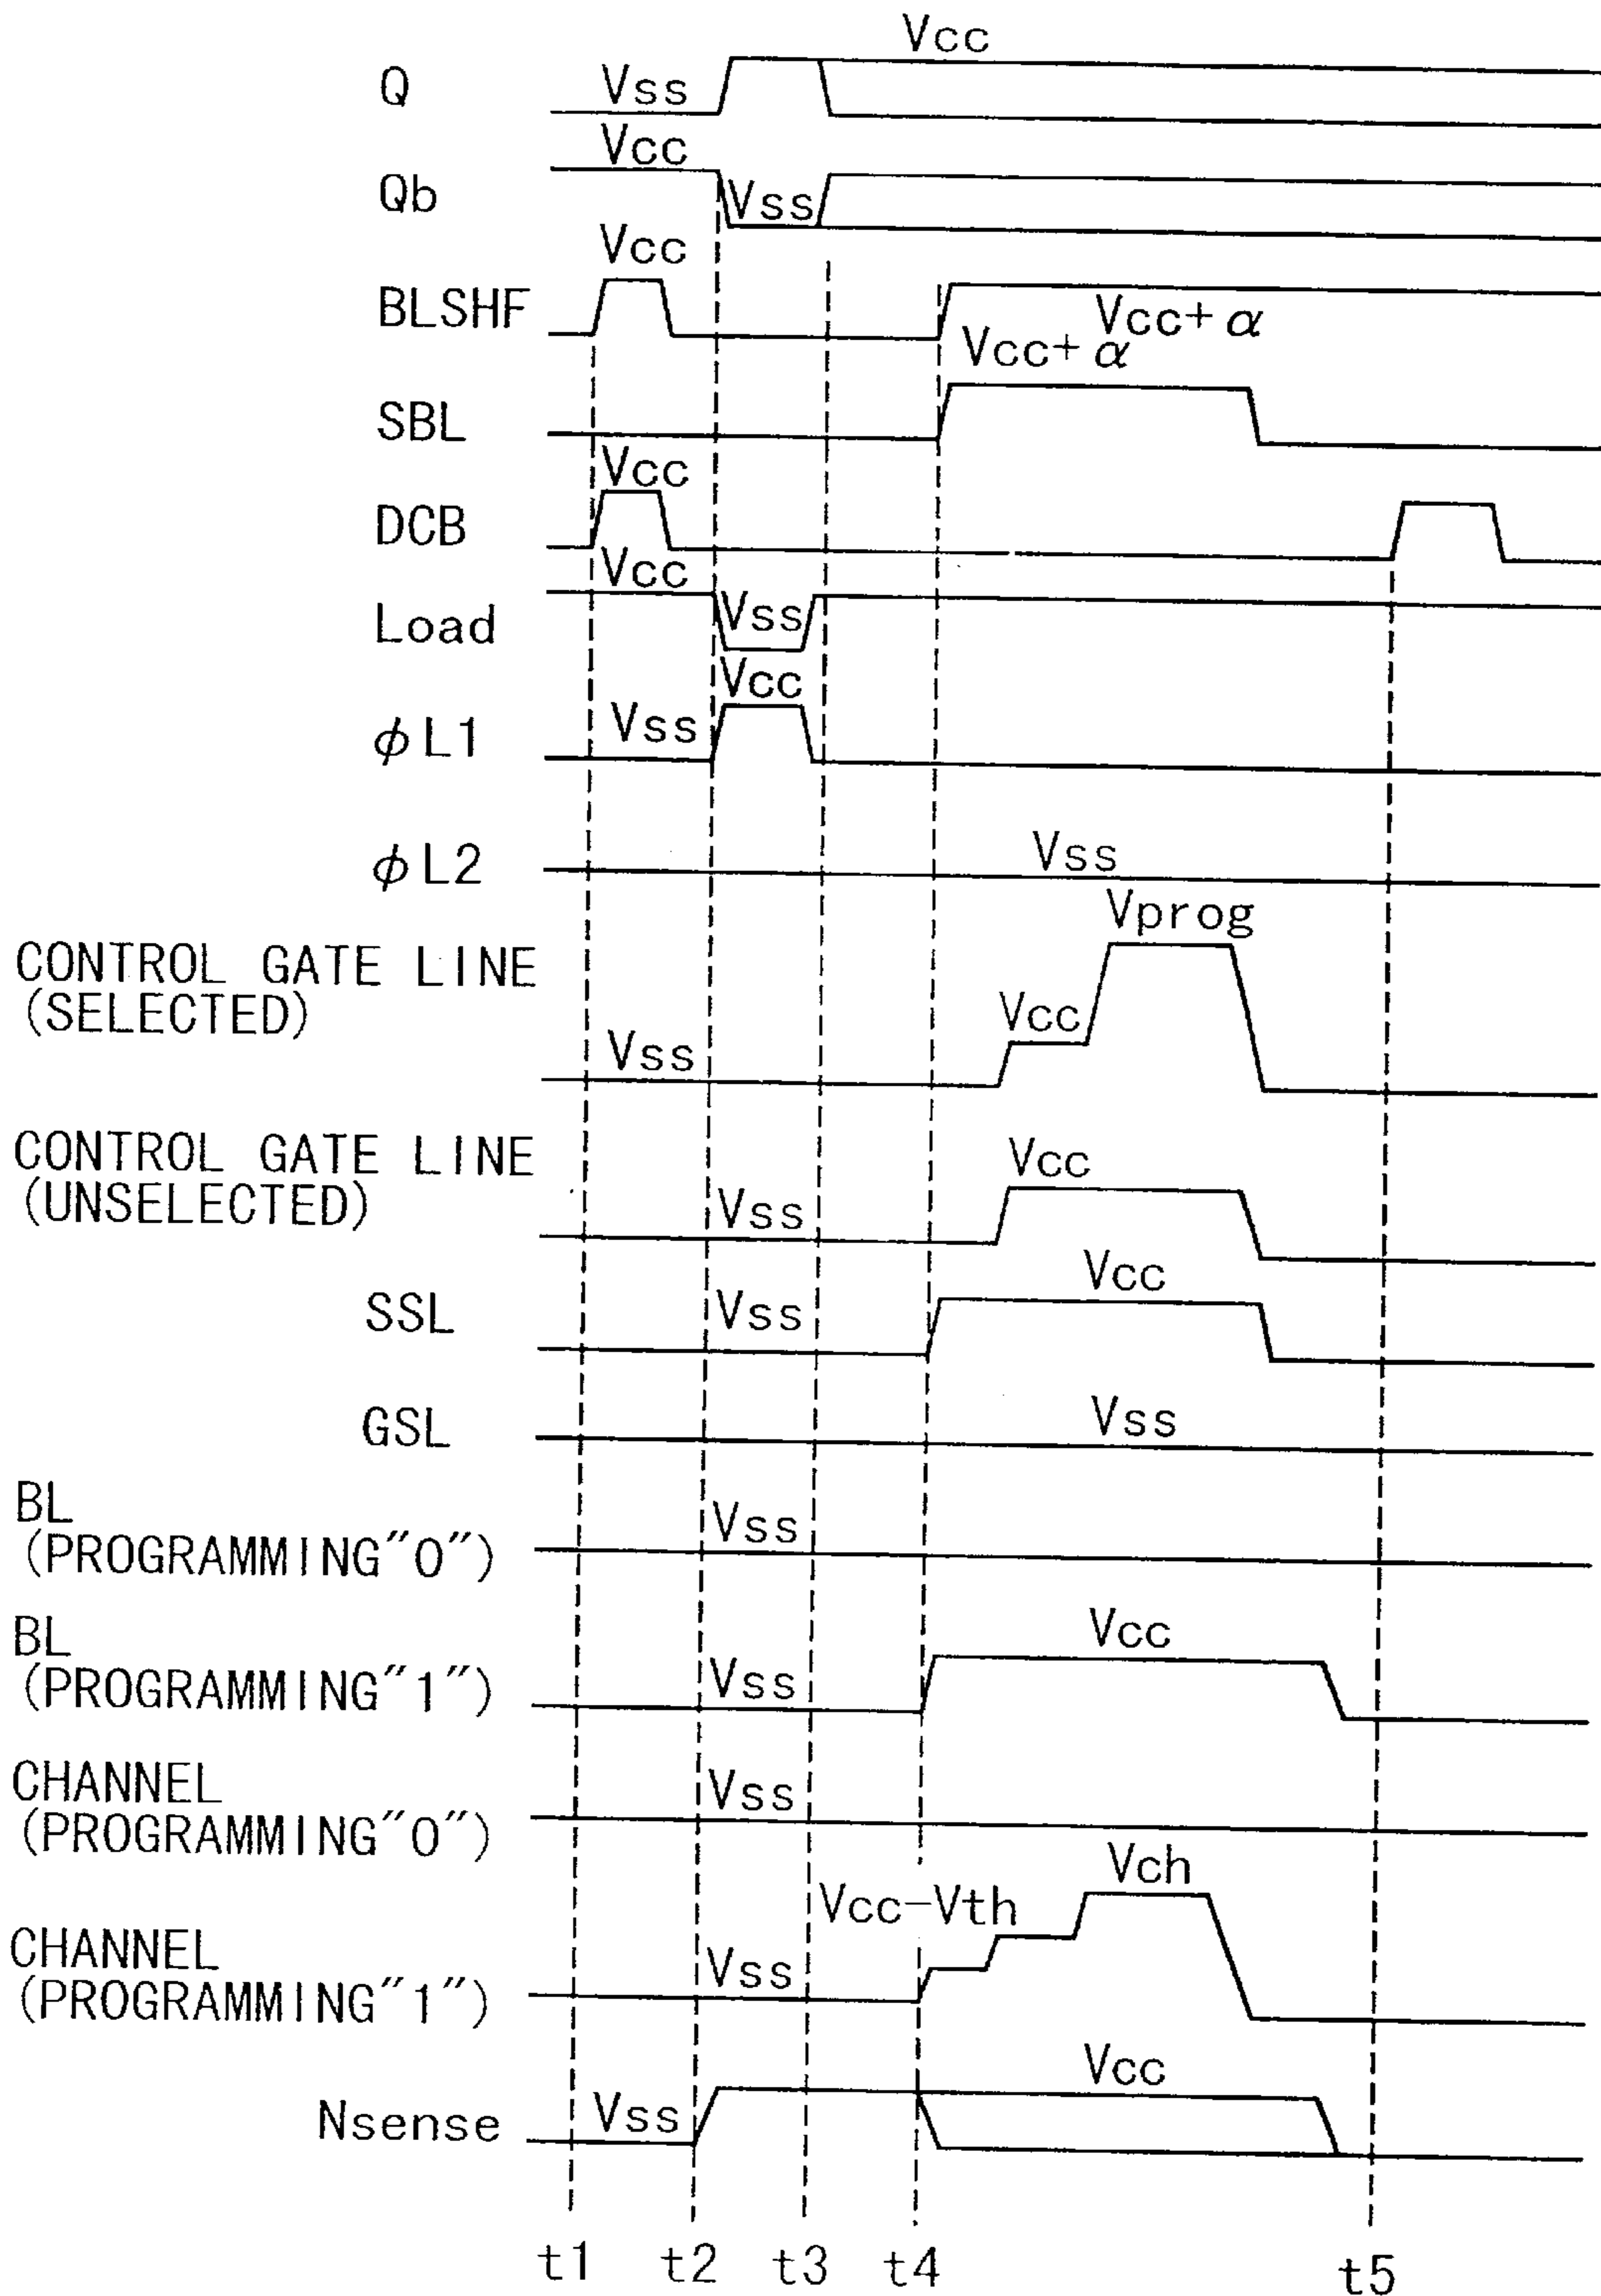 Vcc
Q Vss
Vcc
Qb Vss
Vcc
BLSHF Vcc+α
Vcc+α
SBL
Vcc
DCB
Vcc
Load Vss
Vcc
φL1 Vss
φL2 Vss
Vprog
CONTROL GATE LINE
(SELECTED) Vcc
Vss
CONTROL GATE LINE Vcc
(UNSELECTED) Vss
Vcc
SSL Vss
GSL Vss
BL Vss
(PROGRAMMING"0")
BL Vcc
(PROGRAMMING"1") Vss
CHANNEL Vss
(PROGRAMMING"0")
Vch
Vcc-Vth
CHANNEL Vss
(PROGRAMMING"1")
Vcc
Nsense Vss
t1 t2 t3 t4 t5